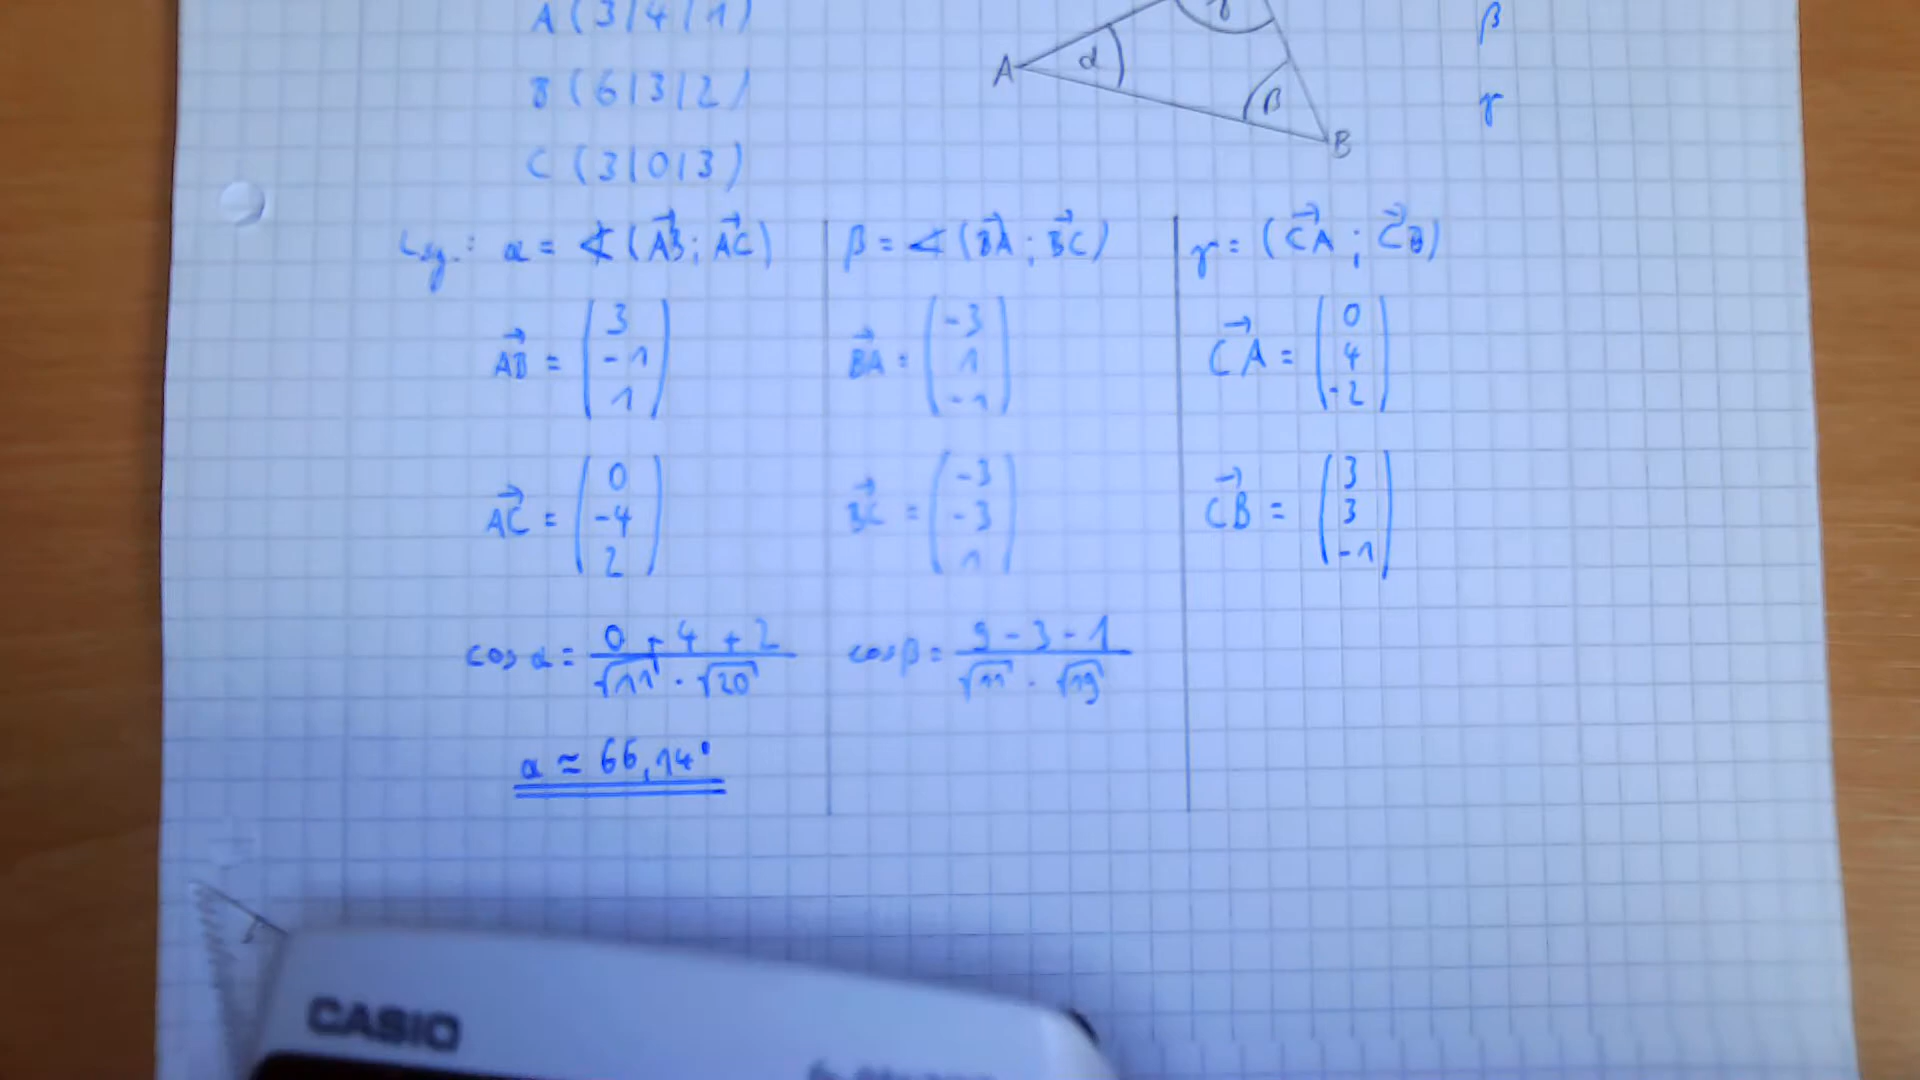 A (3|4|1)
B (6|3|2)
C (3|0|3)
γ
A α
β
B
β
γ
Lsg.: α = ∢ (AB⃗; AC⃗)
β = ∢ (BA⃗; BC⃗)
γ = (CA⃗; CB⃗)
AB⃗ = (3 -1 1)
BA⃗ = (-3 1 -1)
CA⃗ = (0 4 -2)
AC⃗ = (0 -4 2)
BC⃗ = (-3 -3 1)
CB⃗ = (3 3 -1)
cos α = (0 + 4 + 2) / (√11 · √20)
cos β = (9 - 3 - 1) / (√11 · √19)
α ≈ 66,14°
CASIO